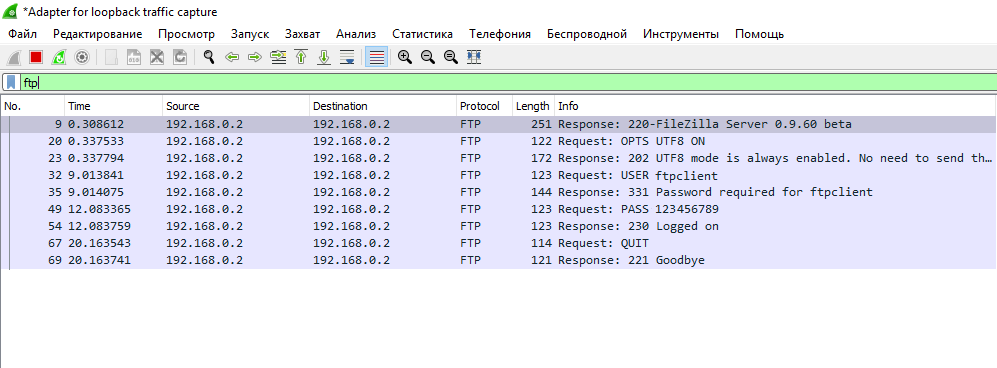 *Adapter for loopback traffic capture
Файл Редактирование Просмотр Запуск Захват Анализ Статистика Телефония Беспроводной Инструменты Помощь
ftp
No. Time Source Destination Protocol Length Info
9 0.308612 192.168.0.2 192.168.0.2 FTP 251 Response: 220-FileZilla Server 0.9.60 beta
20 0.337533 192.168.0.2 192.168.0.2 FTP 122 Request: OPTS UTF8 ON
23 0.337794 192.168.0.2 192.168.0.2 FTP 172 Response: 202 UTF8 mode is always enabled. No need to send th…
32 9.013841 192.168.0.2 192.168.0.2 FTP 123 Request: USER ftpclient
35 9.014075 192.168.0.2 192.168.0.2 FTP 144 Response: 331 Password required for ftpclient
49 12.083365 192.168.0.2 192.168.0.2 FTP 123 Request: PASS 123456789
54 12.083759 192.168.0.2 192.168.0.2 FTP 123 Response: 230 Logged on
67 20.163543 192.168.0.2 192.168.0.2 FTP 114 Request: QUIT
69 20.163741 192.168.0.2 192.168.0.2 FTP 121 Response: 221 Goodbye